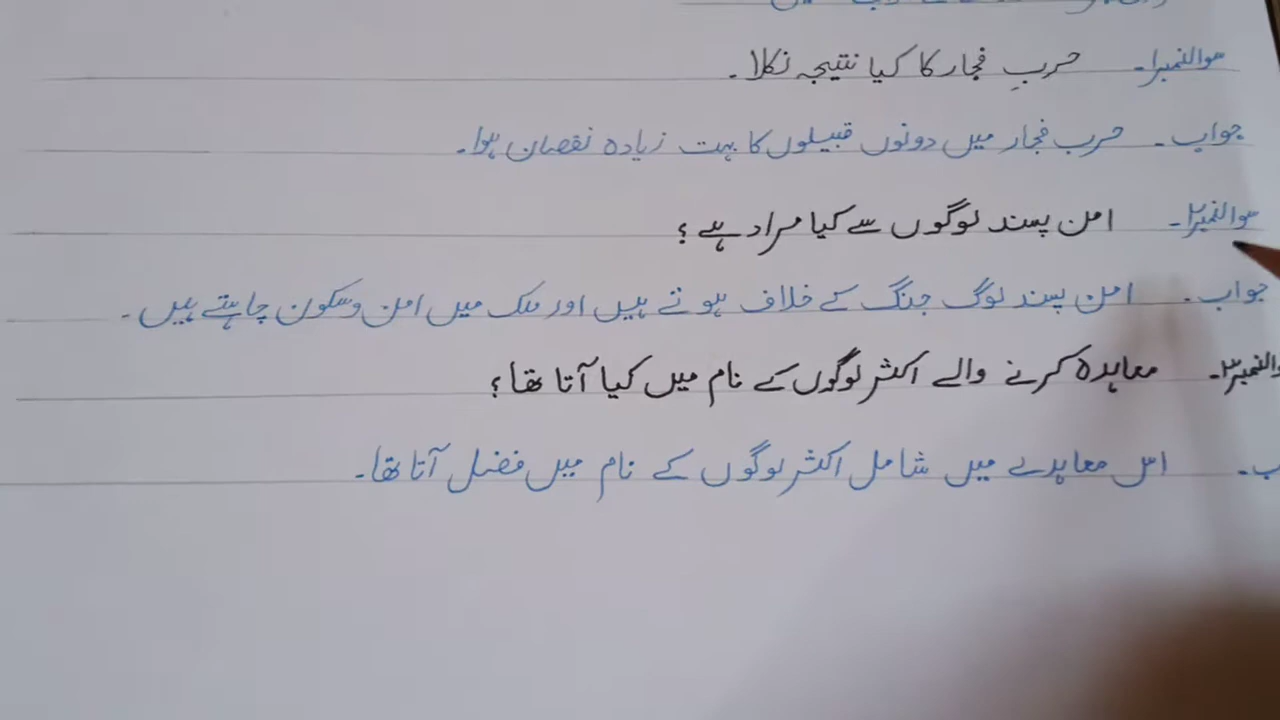 سوالنمبر۱۔ حربِ فجار کا کیا نتیجہ نکلا۔
جواب۔ حرب فجار میں دونوں قبیلوں کا بہت زیادہ نقصان ہوا۔
سوالنمبر۲۔ امن پسند لوگوں سے کیا مراد ہے؟
جواب۔ امن پسند لوگ جنگ کے خلاف ہوتے ہیں اور ملک میں امن و سکون چاہتے ہیں۔
والنمبر۳۔ معاہدہ کرنے والے اکثر لوگوں کے نام میں کیا آتا تھا؟
ب۔ اس معاہدے میں شامل اکثر لوگوں کے نام میں فضل آتا تھا۔